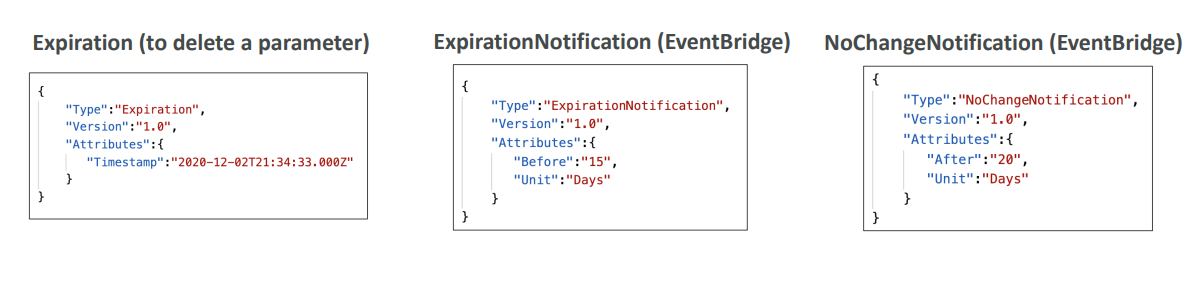 Expiration (to delete a parameter)
{
"Type":"Expiration",
"Version":"1.0",
"Attributes":{
"Timestamp":"2020-12-02T21:34:33.000Z"
}
}
ExpirationNotification (EventBridge)
{
"Type":"ExpirationNotification",
"Version":"1.0",
"Attributes":{
"Before":"15",
"Unit":"Days"
}
}
NoChangeNotification (EventBridge)
{
"Type":"NoChangeNotification",
"Version":"1.0",
"Attributes":{
"After":"20",
"Unit":"Days"
}
}